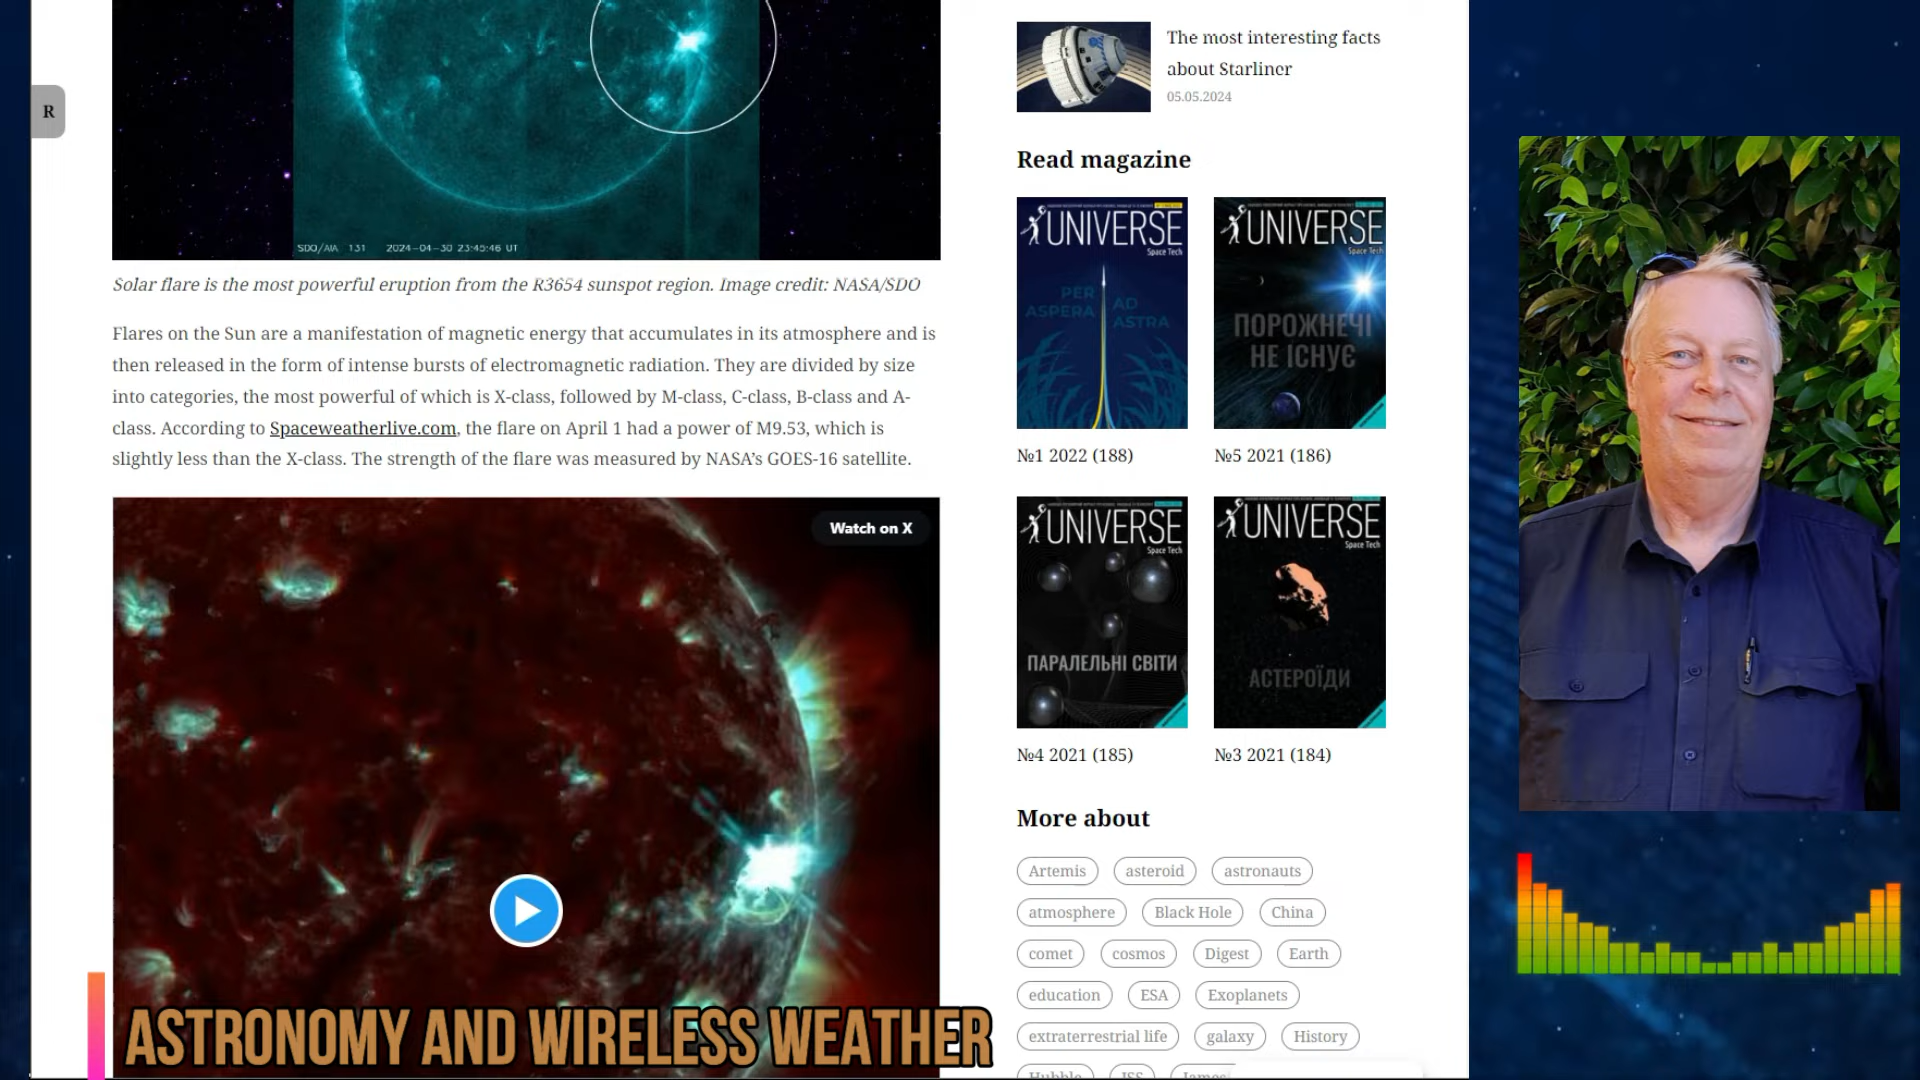 R
SDO/AIA 131 2024-04-30 23:45:46 UT
Solar flare is the most powerful eruption from the R3654 sunspot region. Image credit: NASA/SDO
Flares on the Sun are a manifestation of magnetic energy that accumulates in its atmosphere and is
then released in the form of intense bursts of electromagnetic radiation. They are divided by size
into categories, the most powerful of which is X-class, followed by M-class, C-class, B-class and A-
class. According to Spaceweatherlive.com, the flare on April 1 had a power of M9.53, which is
slightly less than the X-class. The strength of the flare was measured by NASA’s GOES-16 satellite.
Watch on X
ASTRONOMY AND WIRELESS WEATHER
The most interesting facts
about Starliner
05.05.2024
Read magazine
UNIVERSE
Space Tech
PER AD
ASPERA ASTRA
№1 2022 (188)
UNIVERSE
Space Tech
ПОРОЖНЕЧІ
НЕ ІСНУЄ
№5 2021 (186)
UNIVERSE
Space Tech
ПАРАЛЕЛЬНІ СВІТИ
№4 2021 (185)
UNIVERSE
Space Tech
АСТЕРОЇДИ
№3 2021 (184)
More about
Artemis asteroid astronauts
atmosphere Black Hole China
comet cosmos Digest Earth
education ESA Exoplanets
extraterrestrial life galaxy History
Hubble ISS James